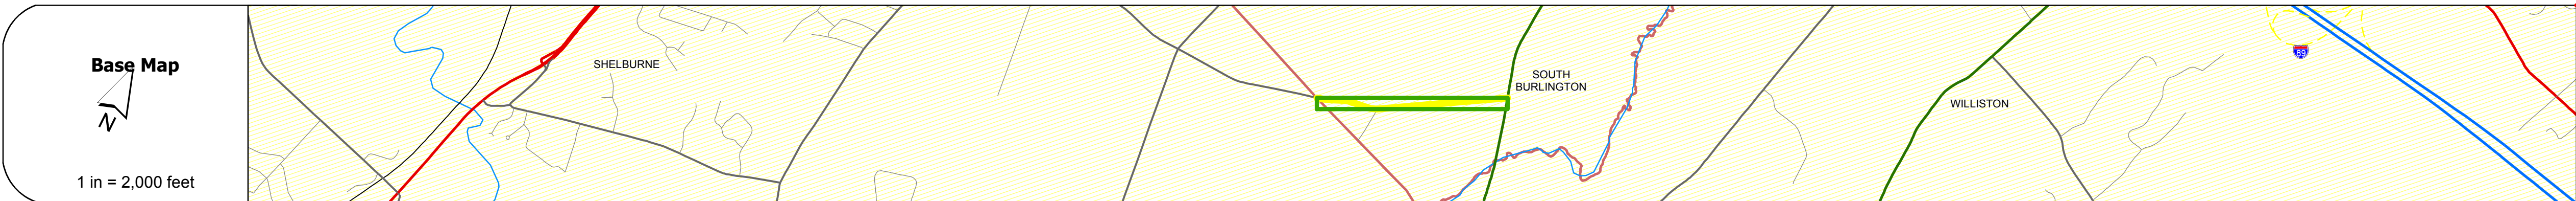 Base Map
N
1 in = 2,000 feet
SHELBURNE
SOUTH
BURLINGTON
WILLISTON
89